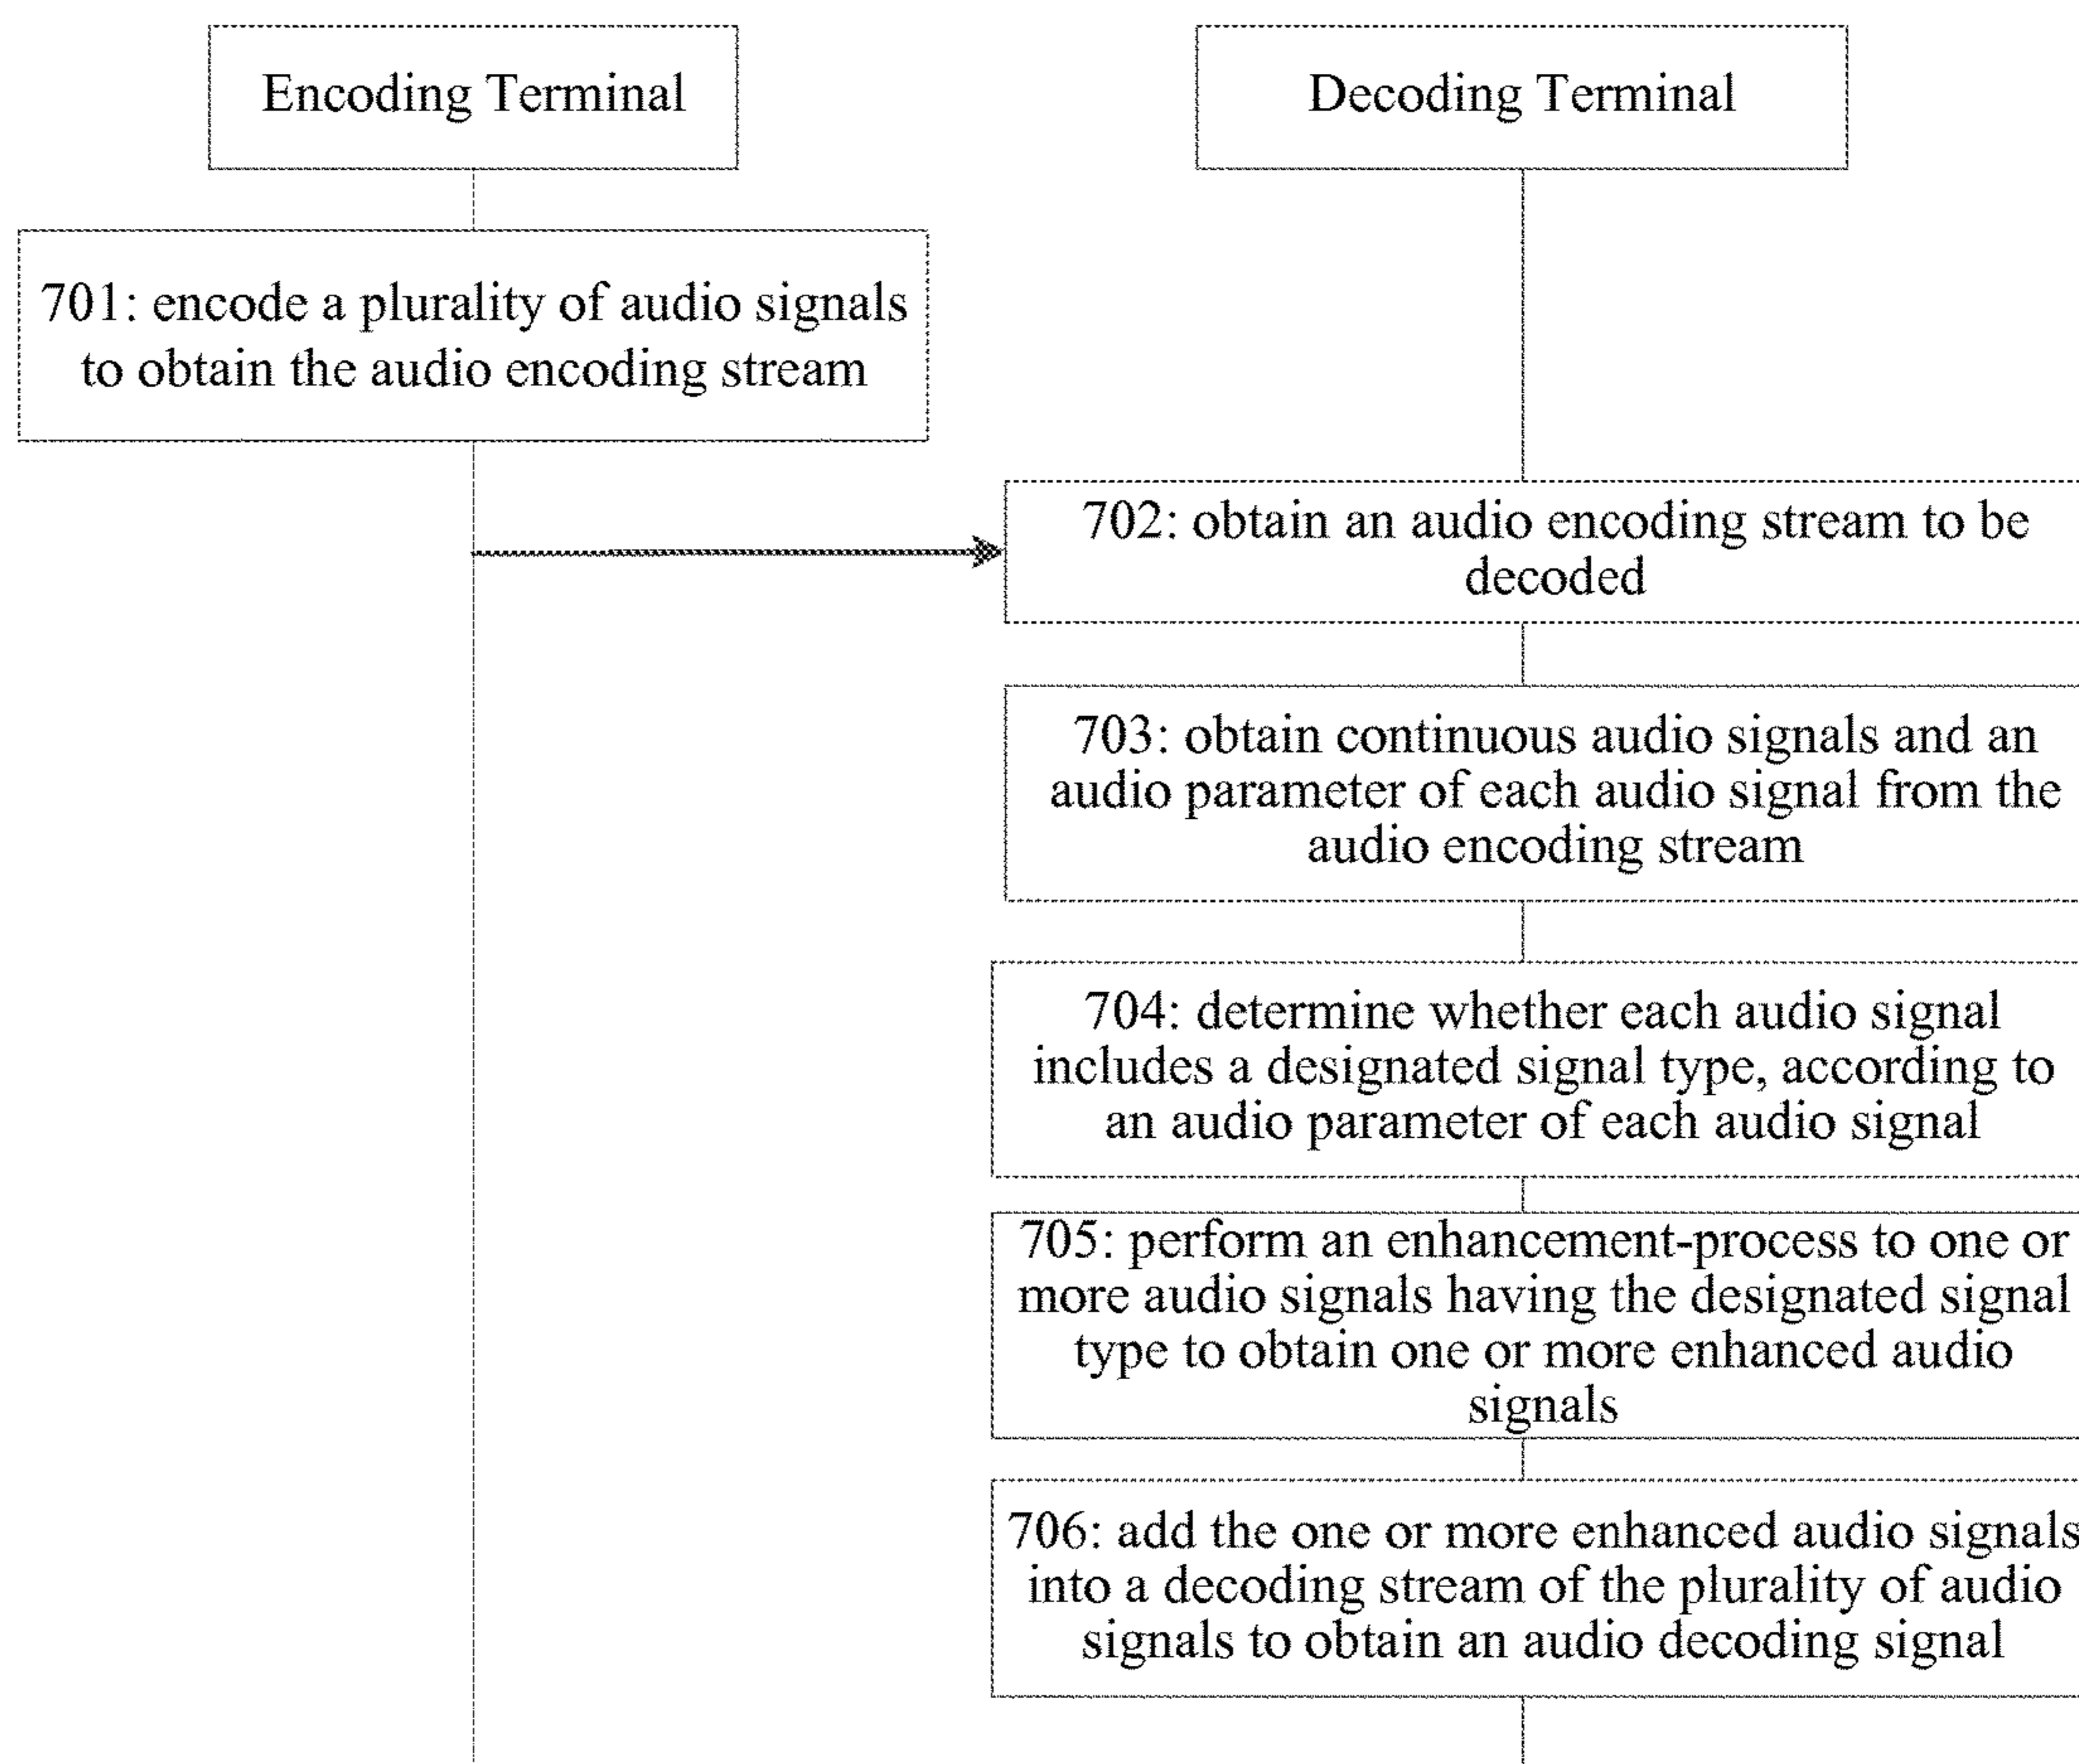 Encoding Terminal
Decoding Terminal
701: encode a plurality of audio signals
to obtain the audio encoding stream
702: obtain an audio encoding stream to be
decoded
703: obtain continuous audio signals and an
audio parameter of each audio signal from the
audio encoding stream
704: determine whether each audio signal
includes a designated signal type, according to
an audio parameter of each audio signal
705: perform an enhancement-process to one or
more audio signals having the designated signal
type to obtain one or more enhanced audio
signals
706: add the one or more enhanced audio signals
into a decoding stream of the plurality of audio
signals to obtain an audio decoding signal